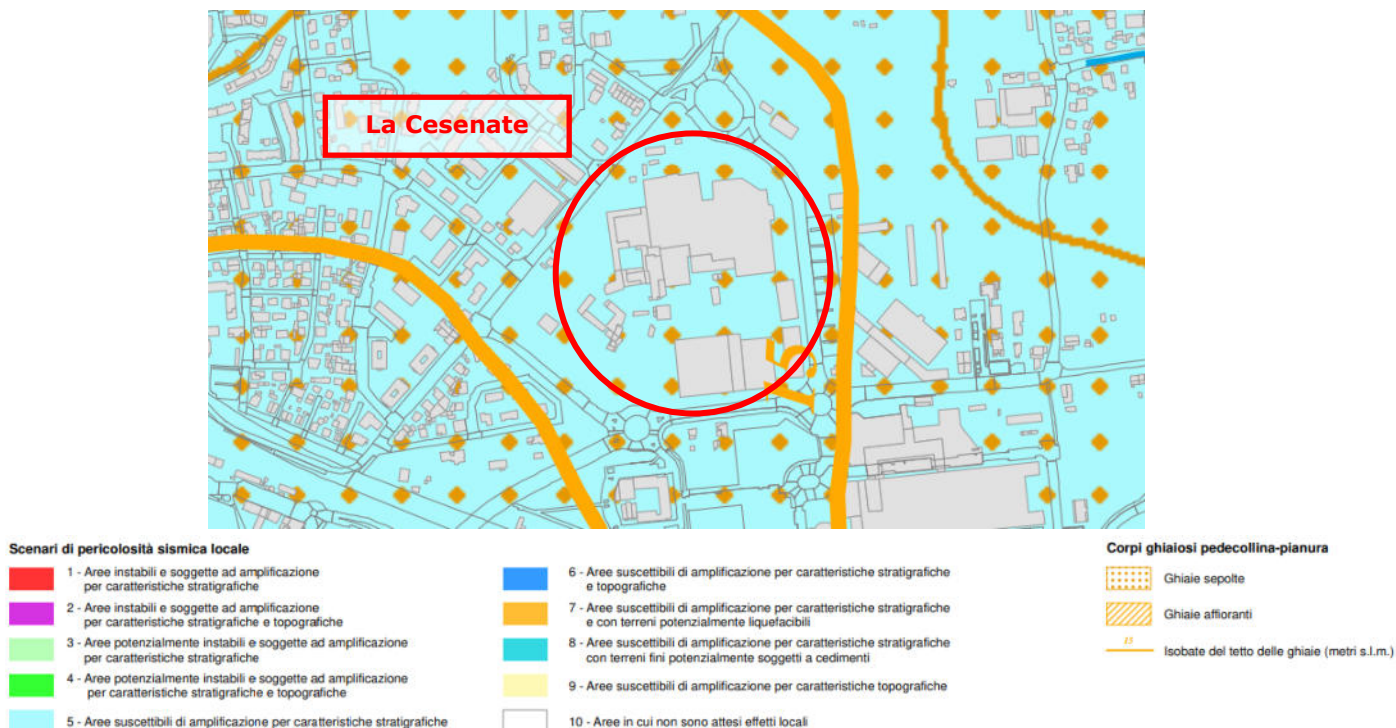 La Cesenate
Scenari di pericolosità sismica locale
1 - Aree instabili e soggette ad amplificazione
per caratteristiche stratigrafiche
2 - Aree instabili e soggette ad amplificazione
per caratteristiche stratigrafiche e topografiche
3 - Aree potenzialmente instabili e soggette ad amplificazione
per caratteristiche stratigrafiche
4 - Aree potenzialmente instabili e soggette ad amplificazione
per caratteristiche stratigrafiche e topografiche
5 - Aree suscettibili di amplificazione per caratteristiche stratigrafiche
6 - Aree suscettibili di amplificazione per caratteristiche stratigrafiche
e topografiche
7 - Aree suscettibili di amplificazione per caratteristiche stratigrafiche
e con terreni potenzialmente liquefacibili
8 - Aree suscettibili di amplificazione per caratteristiche stratigrafiche
con terreni fini potenzialmente soggetti a cedimenti
9 - Aree suscettibili di amplificazione per caratteristiche topografiche
10 - Aree in cui non sono attesi effetti locali
Corpi ghiaiosi pedecollina-pianura
Ghiaie sepolte
Ghiaie affioranti
15
Isobate del tetto delle ghiaie (metri s.l.m.)